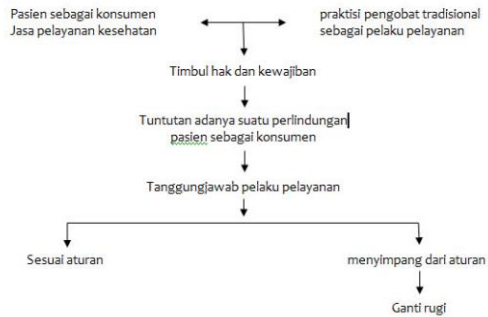 Pasien sebagai konsumen
Jasa pelayanan kesehatan
praktisi pengobat tradisional
sebagai pelaku pelayanan
Timbul hak dan kewajiban
Tuntutan adanya suatu perlindungan
pasien sebagai konsumen
Tanggungjawab pelaku pelayanan
Sesuai aturan
menyimpang dari aturan
Ganti rugi